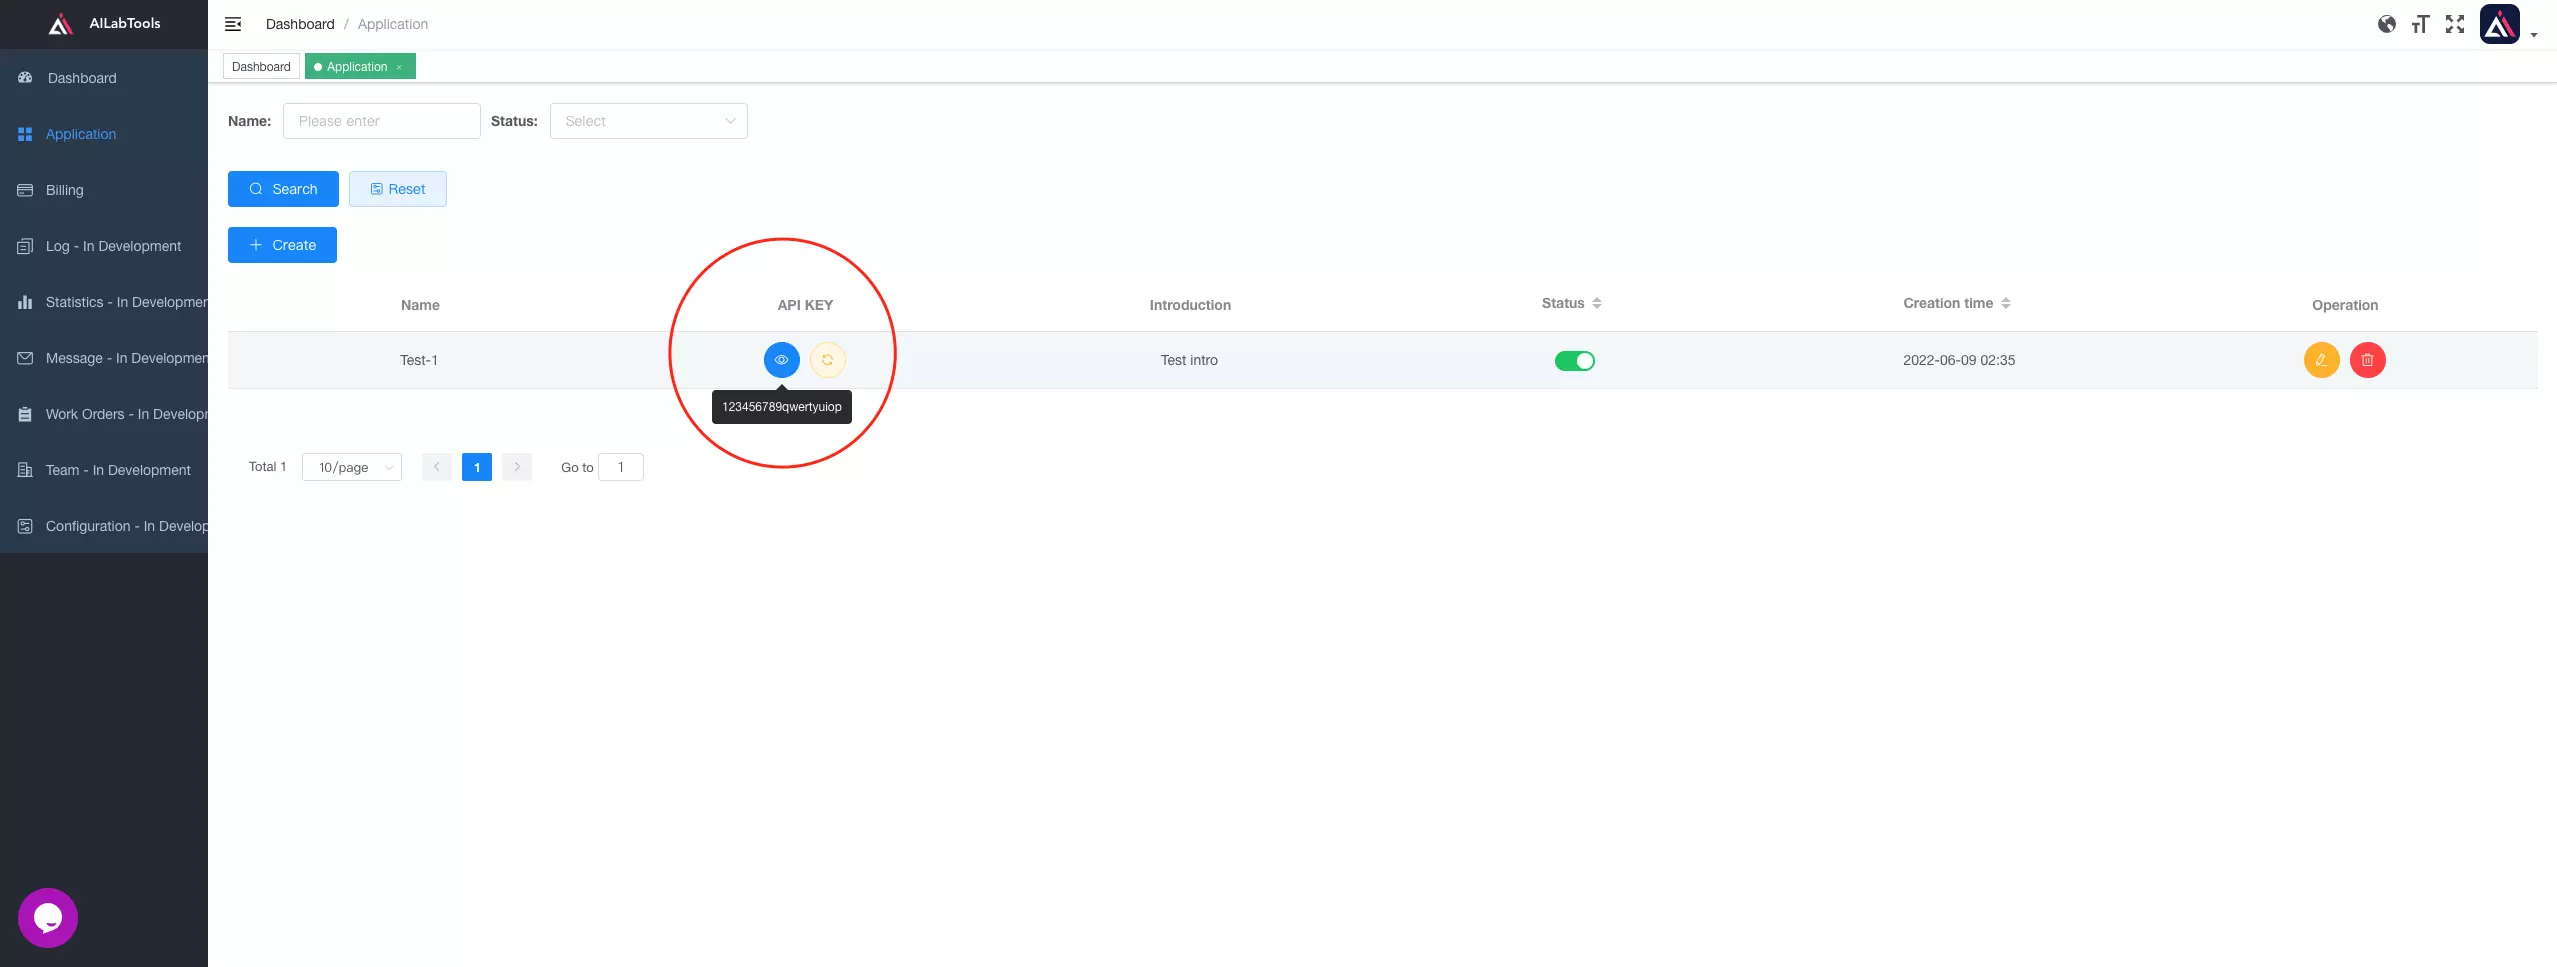 AILabTools
Dashboard / Application
Dashboard
Application ×
Dashboard
Application
Billing
Log - In Development
Statistics - In Developmen
Message - In Developmen
Work Orders - In Developr
Team - In Development
Configuration - In Develop
Name: Please enter Status: Select
Search Reset
+ Create
Name API KEY Introduction Status Creation time Operation
Test-1 Test intro 2022-06-09 02:35
123456789qwertyuiop
Total 1 10/page < 1 > Go to 1